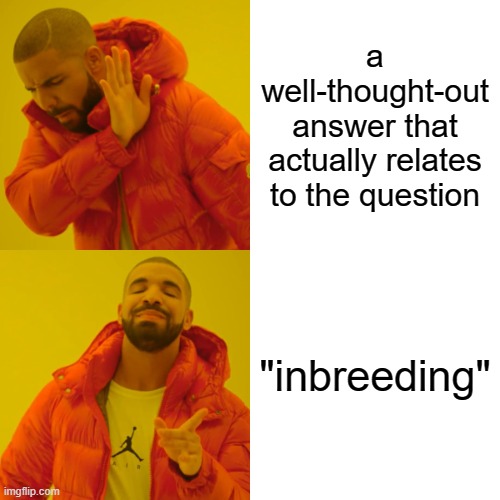 a
well-thought-out
answer that
actually relates
to the question
"inbreeding"
imgflip.com